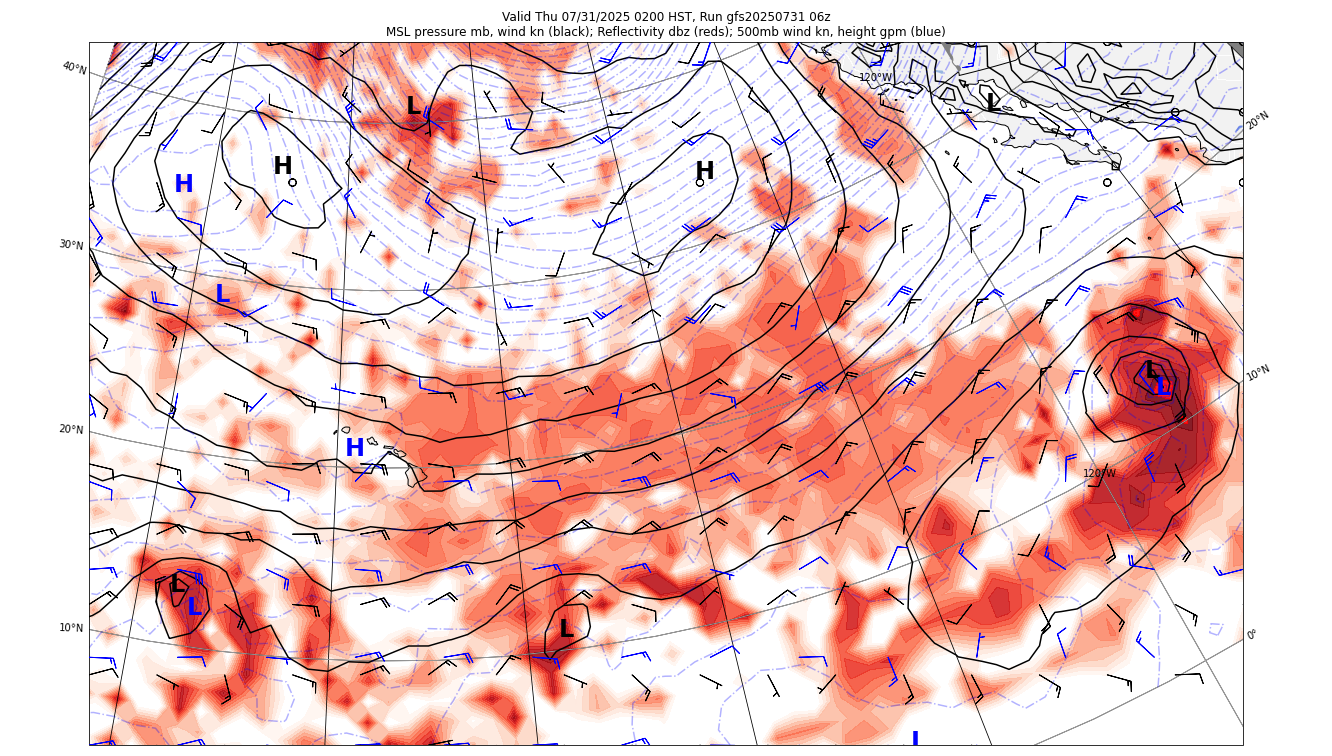 Valid Thu 07/31/2025 0200 HST, Run gfs20250731 06z
MSL pressure mb, wind kn (black); Reflectivity dbz (reds); 500mb wind kn, height gpm (blue)
40°N
120°W
L
L
20°N
H
H
H
30°N
L
10°N
L
L
20°N
H
120°W
L
L
10°N
L
0°
L